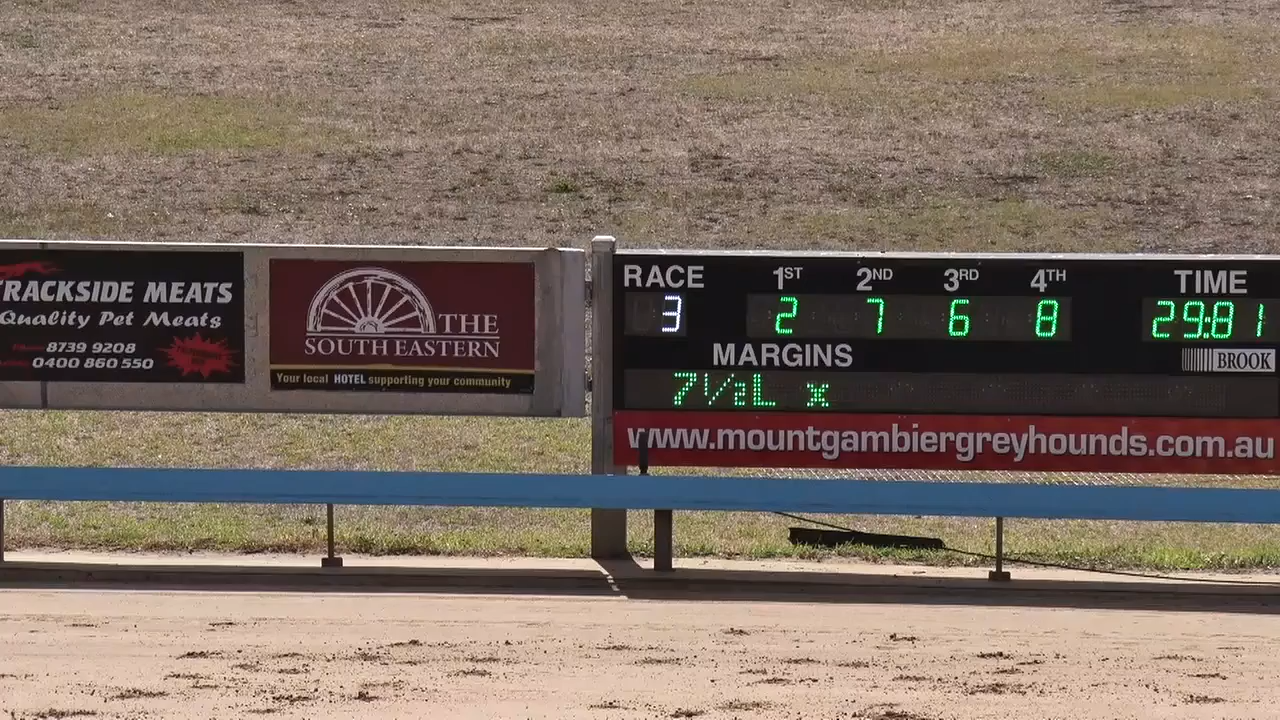 TRACKSIDE MEATS
Quality Pet Meats
8739 9208
0400 860 550
THE
SOUTH EASTERN
Your local HOTEL supporting your community
RACE 1ST 2ND 3RD 4TH TIME
3 2 7 6 8 29:81
MARGINS
BROOK
7 1/2L x
www.mountgambiergreyhounds.com.au